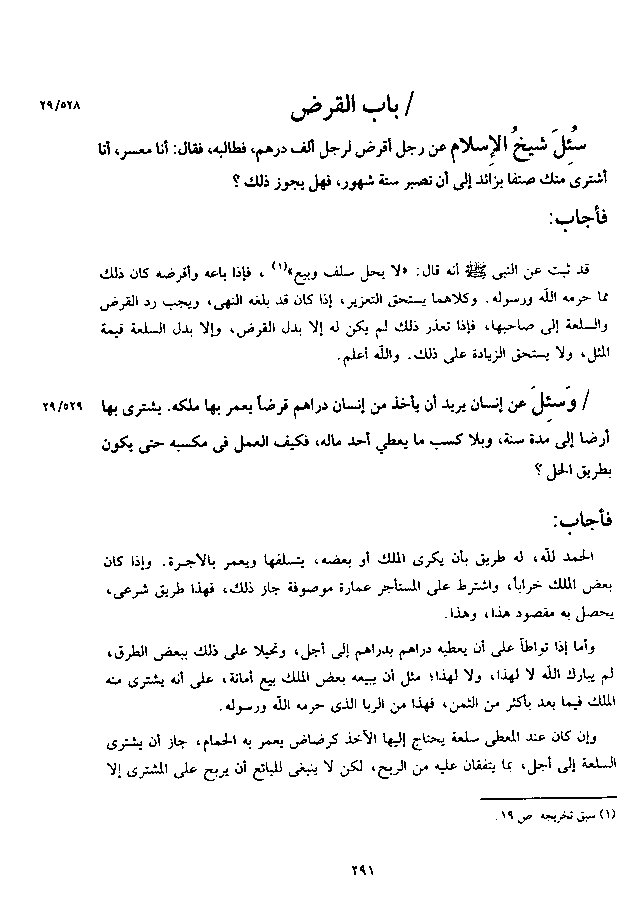 ٢٩/٥٢٨
/ باب القرض
سُئِلَ شيخُ الإِسلام عن رجل أقرض لرجل ألف درهم، فطالبه، فقال: أنا معسر، أنا
أشترى منك صنفا بزائد إلى أن تصبر ستة شهور، فهل يجوز ذلك ؟
فأجاب:
قد ثبت عن النبى ﷺ أنه قال: «لا يحل سلف وبيع»(١) ، فإذا باعه وأقرضه كان ذلك
مما حرمه الله ورسوله. وكلاهما يستحق التعزير، إذا كان قد بلغه النهى، ويجب رد القرض
والسلعة إلى صاحبها، فإذا تعذر ذلك لم يكن له إلا بدل القرض، وإلا بدل السلعة قيمة
المثل، ولا يستحق الزيادة على ذلك. والله أعلم.
٢٩/٥٢٩
/ وَسئِلَ عن إنسان يريد أن يأخذ من إنسان دراهم قرضاً يعمر بها ملكه. يشترى بها
أرضا إلى مدة سنة، وبلا كسب ما يعطي أحد ماله، فكيف العمل فى مكسبه حتى يكون
بطريق الحل ؟
فأجاب:
الحمد لله، له طريق بأن يكرى الملك أو بعضه، يتسلفها ويعمر بالأجرة. وإذا كان
بعض الملك خراباً، واشترط على المستأجر عمارة موصوفة جاز ذلك، فهذا طريق شرعى،
يحصل به مقصود هذا، وهذا.
وأما إذا تواطآ على أن يعطيه دراهم بدراهم إلى أجل، وتحيلا على ذلك ببعض الطرق،
لم يبارك الله لا لهذا، ولا لهذا؛ مثل أن يبيعه بعض الملك بيع أمانة، على أنه يشترى منه
الملك فيما بعد بأكثر من الثمن، فهذا من الربا الذى حرمه الله ورسوله.
وإن كان عند المعطى سلعة يحتاج إليها الآخذ كرضاض يعمر به الحمام، جاز أن يشترى
السلعة إلى أجل، بما يتفقان عليه من الربح، لكن لا ينبغى للبائع أن يربح على المشترى إلا
(١) سبق تخريجه ص ١٩.
٢٩١